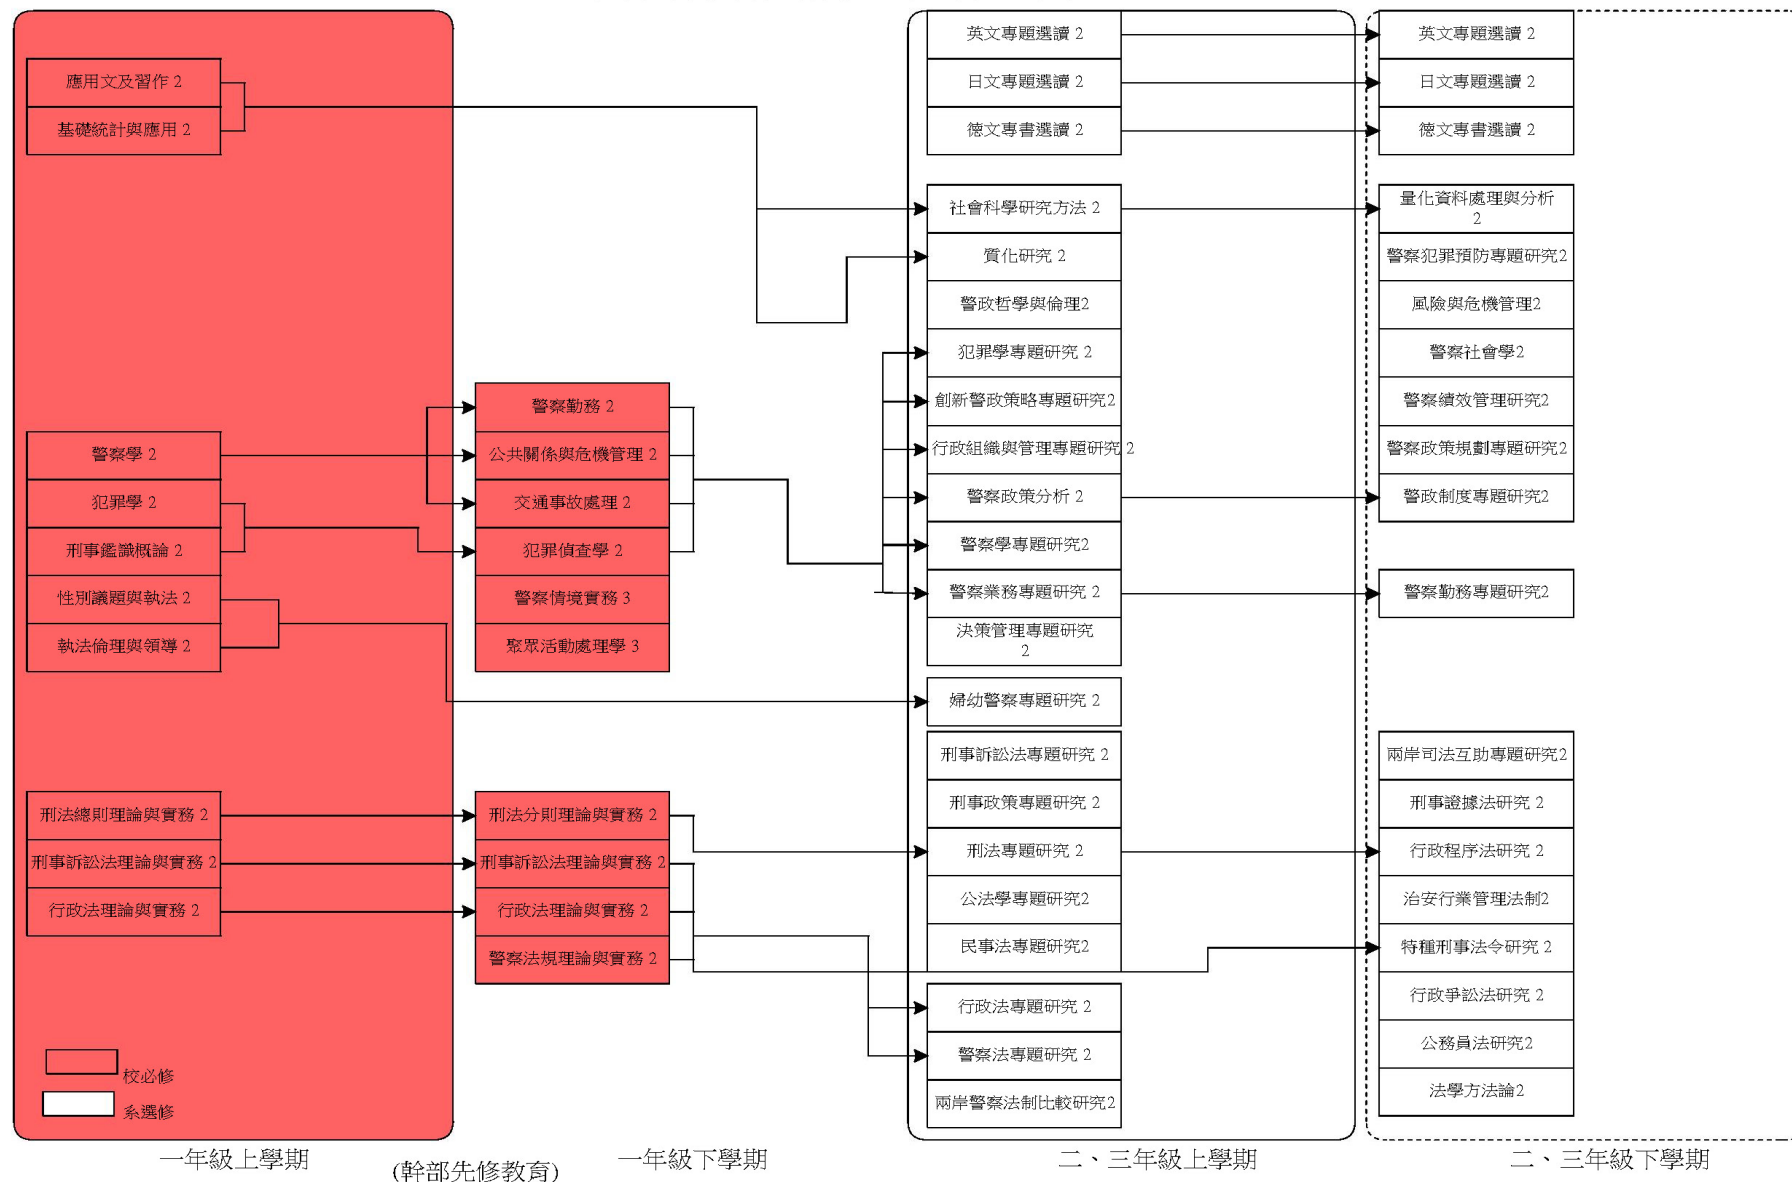 應用文及習作 2
基礎統計與應用 2
警察學 2
犯罪學 2
刑事鑑識概論 2
性別議題與執法 2
執法倫理與領導 2
刑法總則理論與實務 2
刑事訴訟法理論與實務 2
行政法理論與實務 2
校必修
系選修
一年級上學期
(幹部先修教育)
警察勤務 2
公共關係與危機管理 2
交通事故處理 2
犯罪偵查學 2
警察情境實務 3
聚眾活動處理學 3
刑法分則理論與實務 2
刑事訴訟法理論與實務 2
行政法理論與實務 2
警察法規理論與實務 2
一年級下學期
英文專題選讀 2
日文專題選讀 2
德文專書選讀 2
社會科學研究方法 2
質化研究 2
警政哲學與倫理2
犯罪學專題研究 2
創新警政策略專題研究2
行政組織與管理專題研究 2
警察政策分析 2
警察學專題研究2
警察業務專題研究 2
決策管理專題研究
2
婦幼警察專題研究 2
刑事訴訟法專題研究 2
刑事政策專題研究 2
刑法專題研究 2
公法學專題研究2
民事法專題研究2
行政法專題研究 2
警察法專題研究 2
兩岸警察法制比較研究2
二、三年級上學期
英文專題選讀 2
日文專題選讀 2
德文專書選讀 2
量化資料處理與分析
2
警察犯罪預防專題研究2
風險與危機管理2
警察社會學2
警察績效管理研究2
警察政策規劃專題研究2
警政制度專題研究2
警察勤務專題研究2
兩岸司法互助專題研究2
刑事證據法研究 2
行政程序法研究 2
治安行業管理法制2
特種刑事法令研究 2
行政爭訟法研究 2
公務員法研究2
法學方法論2
二、三年級下學期